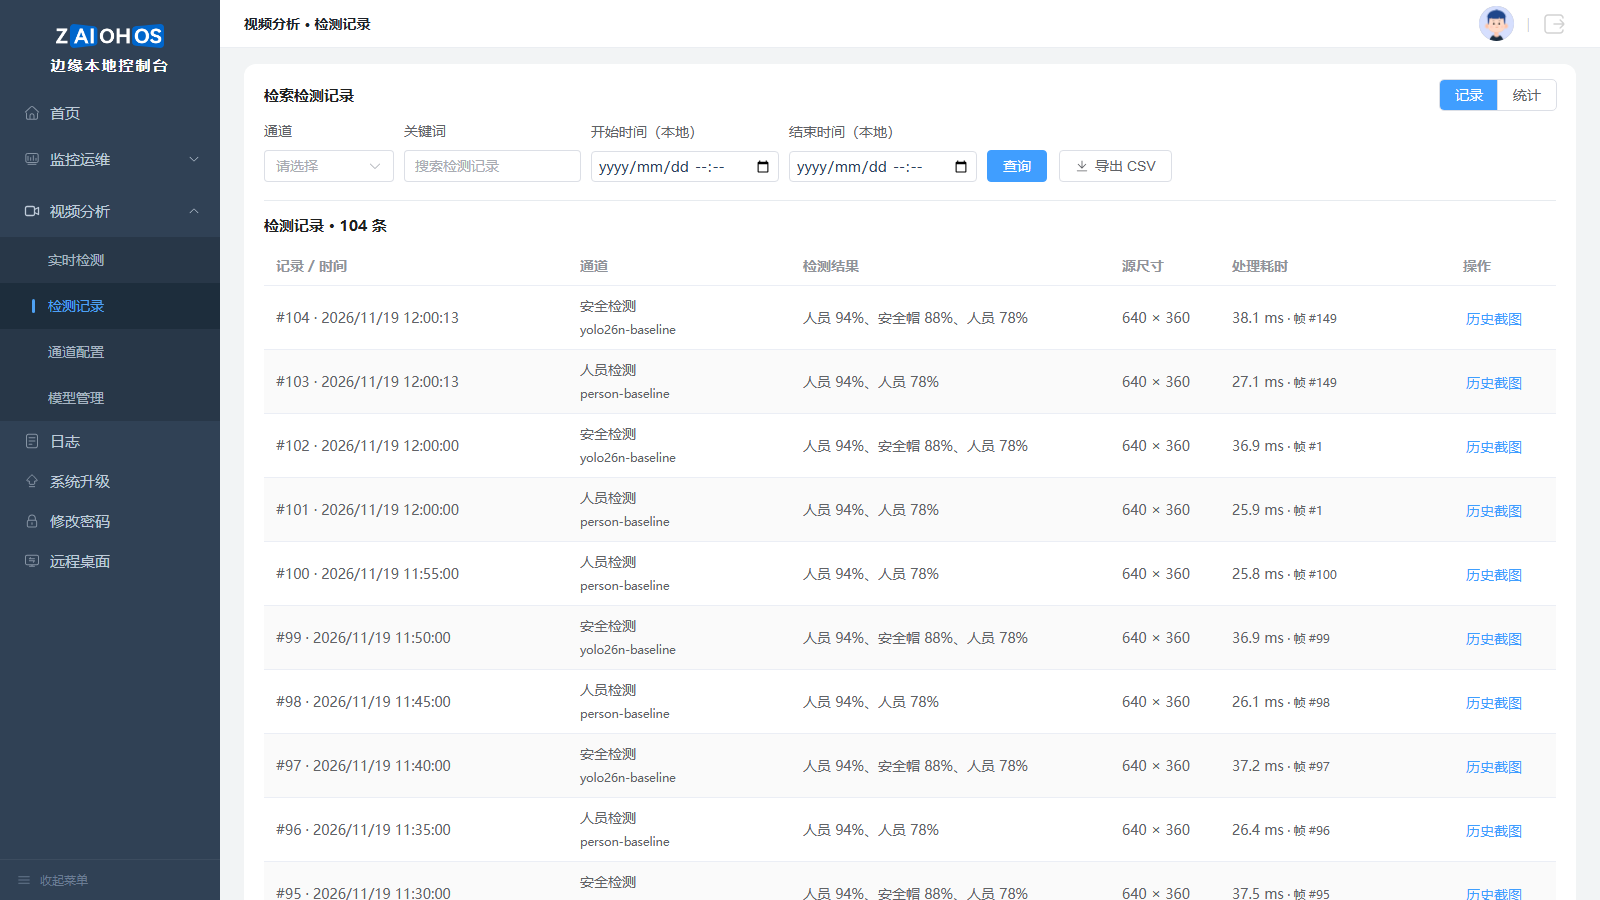 ZAIOHOS
边缘本地控制台
首页
监控运维
视频分析
实时检测
检测记录
通道配置
模型管理
日志
系统升级
修改密码
远程桌面
收起菜单
视频分析 • 检测记录
检索检测记录
记录 统计
通道 关键词 开始时间（本地） 结束时间（本地）
请选择 搜索检测记录 yyyy/mm/dd --:-- yyyy/mm/dd --:-- 查询 导出 CSV
检测记录 • 104 条
记录 / 时间 通道 检测结果 源尺寸 处理耗时 操作
#104 · 2026/11/19 12:00:13 安全检测 yolo26n-baseline 人员 94%、安全帽 88%、人员 78% 640 × 360 38.1 ms · 帧 #149 历史截图
#103 · 2026/11/19 12:00:13 人员检测 person-baseline 人员 94%、人员 78% 640 × 360 27.1 ms · 帧 #149 历史截图
#102 · 2026/11/19 12:00:00 安全检测 yolo26n-baseline 人员 94%、安全帽 88%、人员 78% 640 × 360 36.9 ms · 帧 #1 历史截图
#101 · 2026/11/19 12:00:00 人员检测 person-baseline 人员 94%、人员 78% 640 × 360 25.9 ms · 帧 #1 历史截图
#100 · 2026/11/19 11:55:00 人员检测 person-baseline 人员 94%、人员 78% 640 × 360 25.8 ms · 帧 #100 历史截图
#99 · 2026/11/19 11:50:00 安全检测 yolo26n-baseline 人员 94%、安全帽 88%、人员 78% 640 × 360 36.9 ms · 帧 #99 历史截图
#98 · 2026/11/19 11:45:00 人员检测 person-baseline 人员 94%、人员 78% 640 × 360 26.1 ms · 帧 #98 历史截图
#97 · 2026/11/19 11:40:00 安全检测 yolo26n-baseline 人员 94%、安全帽 88%、人员 78% 640 × 360 37.2 ms · 帧 #97 历史截图
#96 · 2026/11/19 11:35:00 人员检测 person-baseline 人员 94%、人员 78% 640 × 360 26.4 ms · 帧 #96 历史截图
#95 · 2026/11/19 11:30:00 安全检测 人员 94%、安全帽 88%、人员 78% 640 × 360 37.5 ms · 帧 #95 历史截图